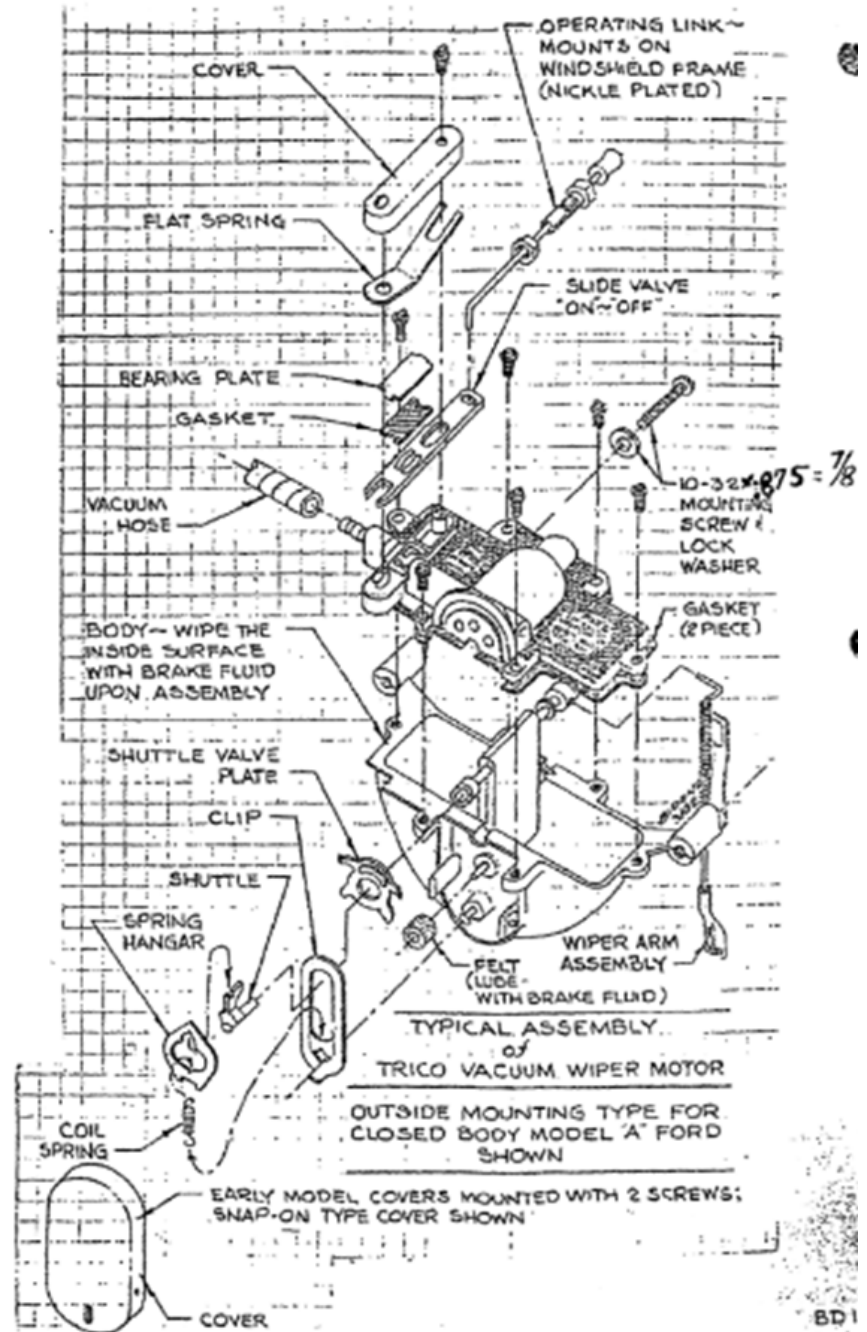 OPERATING LINK~
MOUNTS ON
WINDSHIELD FRAME
(NICKLE PLATED)
COVER
FLAT SPRING
SLIDE VALVE
"ON"~"OFF"
BEARING PLATE
GASKET
VACUUM
HOSE
10-32x.875 = 7/8
MOUNTING
SCREW &
LOCK
WASHER
GASKET
(2 PIECE)
BODY~ WIPE THE
INSIDE SURFACE
WITH BRAKE FLUID
UPON ASSEMBLY
SHUTTLE VALVE
PLATE
CLIP
SHUTTLE
SPRING
HANGAR
WIPER ARM
ASSEMBLY
FELT
(LUBE
WITH BRAKE FLUID)
TYPICAL ASSEMBLY
of
TRICO VACUUM WIPER MOTOR
OUTSIDE MOUNTING TYPE FOR
CLOSED BODY MODEL "A" FORD
SHOWN
COIL
SPRING
EARLY MODEL COVERS MOUNTED WITH 2 SCREWS;
SNAP-ON TYPE COVER SHOWN
COVER
BD1